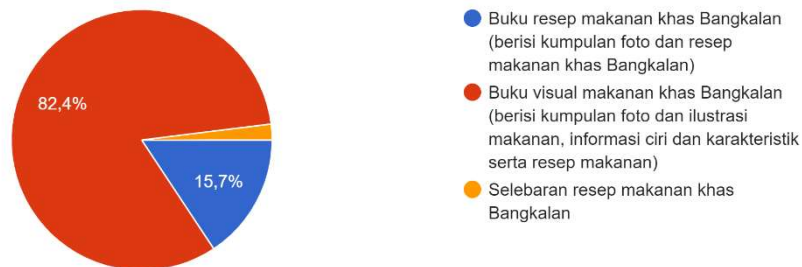 82,4%
15,7%
Buku resep makanan khas Bangkalan
(berisi kumpulan foto dan resep
makanan khas Bangkalan)
Buku visual makanan khas Bangkalan
(berisi kumpulan foto dan ilustrasi
makanan, informasi ciri dan karakteristik
serta resep makanan)
Selebaran resep makanan khas
Bangkalan